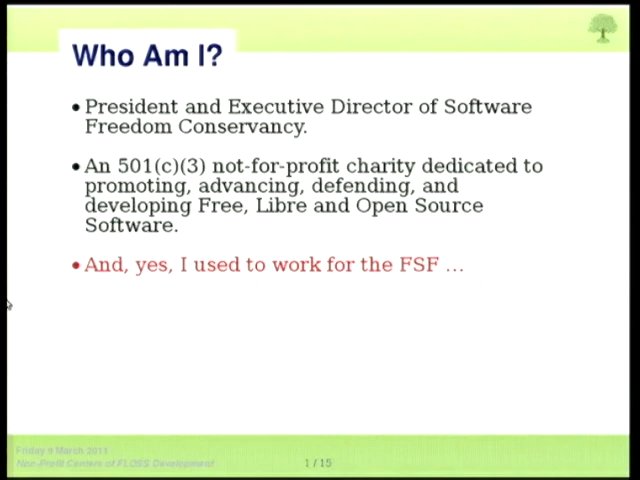 Who Am I?
• President and Executive Director of Software
Freedom Conservancy.
• An 501(c)(3) not-for-profit charity dedicated to
promoting, advancing, defending, and
developing Free, Libre and Open Source
Software.
• And, yes, I used to work for the FSF …
Friday 9 March 2011
Non-Profit Centers of FLOSS Development
1 / 15